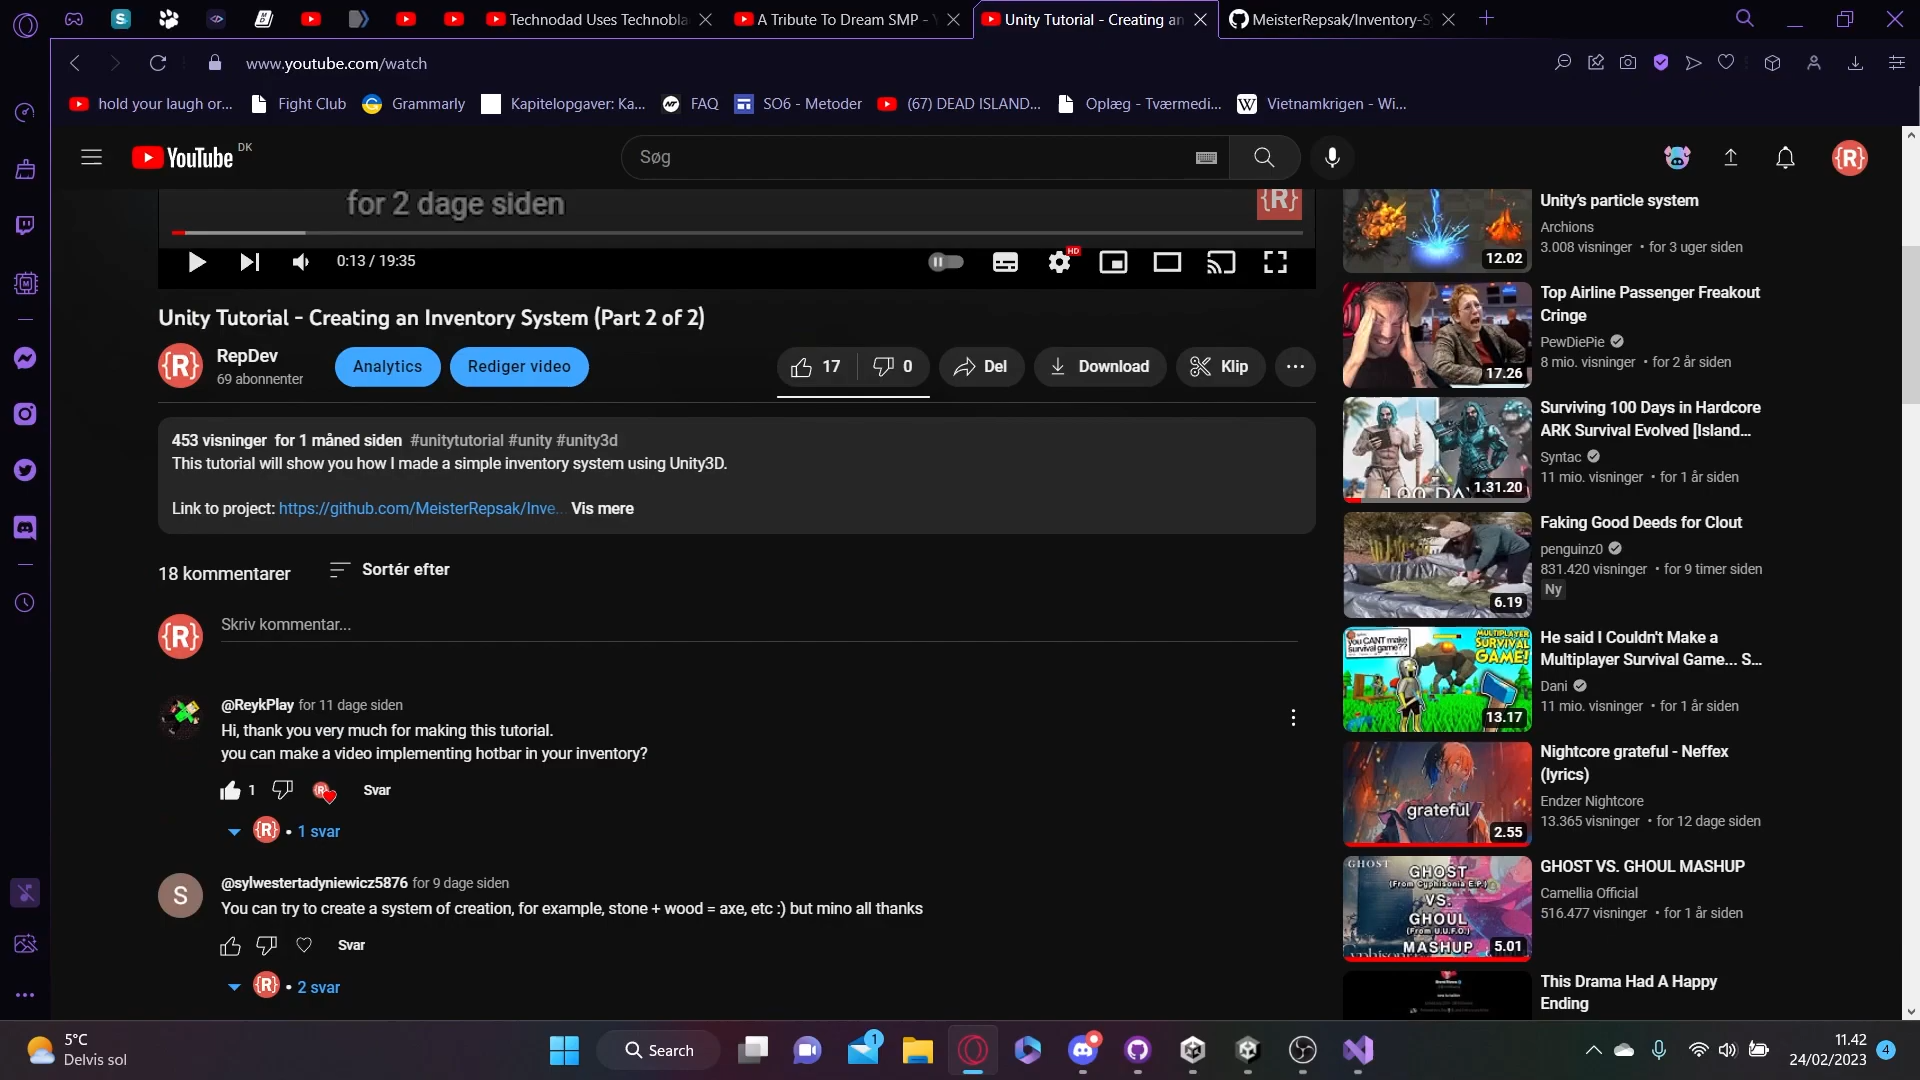 Technodad Uses Technobla
A Tribute To Dream SMP - Y
Unity Tutorial - Creating an
MeisterRepsak/Inventory-S
www.youtube.com/watch
hold your laugh or...
Fight Club
Grammarly
Kapitelopgaver: Ka...
FAQ
SO6 - Metoder
(67) DEAD ISLAND...
Oplæg - Tværmedi...
Vietnamkrigen - Wi...
YouTube DK
Søg
for 2 dage siden
{R}
0:13 / 19:35
HD
Unity Tutorial - Creating an Inventory System (Part 2 of 2)
{R}
RepDev
69 abonnenter
Analytics
Rediger video
17
0
Del
Download
Klip
453 visninger for 1 måned siden #unitytutorial #unity #unity3d
This tutorial will show you how I made a simple inventory system using Unity3D.
Link to project: https://github.com/MeisterRepsak/Inve... Vis mere
18 kommentarer
Sortér efter
{R}
Skriv kommentar...
@ReykPlay for 11 dage siden
Hi, thank you very much for making this tutorial.
you can make a video implementing hotbar in your inventory?
1
Svar
{R} • 1 svar
S
@sylwestertadyniewicz5876 for 9 dage siden
You can try to create a system of creation, for example, stone + wood = axe, etc :) but mino all thanks
Svar
{R} • 2 svar
{R}
Unity's particle system
Archions
3.008 visninger • for 3 uger siden
12.02
Top Airline Passenger Freakout
Cringe
PewDiePie
8 mio. visninger • for 2 år siden
17.26
Surviving 100 Days in Hardcore
ARK Survival Evolved [Island...
Syntac
11 mio. visninger • for 1 år siden
1.31.20
Faking Good Deeds for Clout
penguinz0
831.420 visninger • for 9 timer siden
Ny
6.19
you CANT make
survival game??
MULTIPLAYER
SURVIVAL
GAME!
He said I Couldn't Make a
Multiplayer Survival Game... S...
Dani
11 mio. visninger • for 1 år siden
13.17
grateful
Nightcore grateful - Neffex
(lyrics)
Endzer Nightcore
13.365 visninger • for 12 dage siden
2.55
GHOST
GHOST
(From Cyphisonia E.P.)
VS.
GHOUL
(From U.U.F.O.)
MASHUP
GHOST VS. GHOUL MASHUP
Camellia Official
516.477 visninger • for 1 år siden
5.01
This Drama Had A Happy
Ending
5°C
Delvis sol
Search
1
11.42
24/02/2023
4